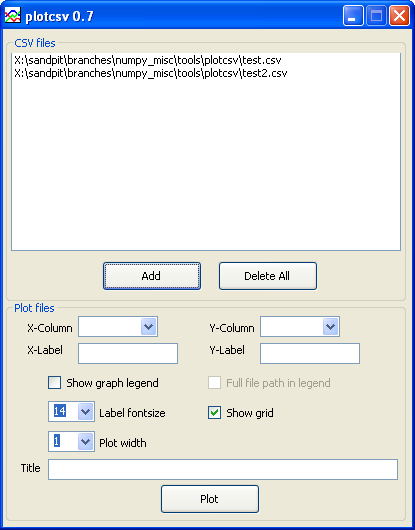 plotcsv 0.7
CSV files
X:\sandpit\branches\numpy_misc\tools\plotcsv\test.csv
X:\sandpit\branches\numpy_misc\tools\plotcsv\test2.csv
Add Delete All
Plot files
X-Column Y-Column
X-Label Y-Label
Show graph legend Full file path in legend
14 Label fontsize Show grid
1 Plot width
Title
Plot